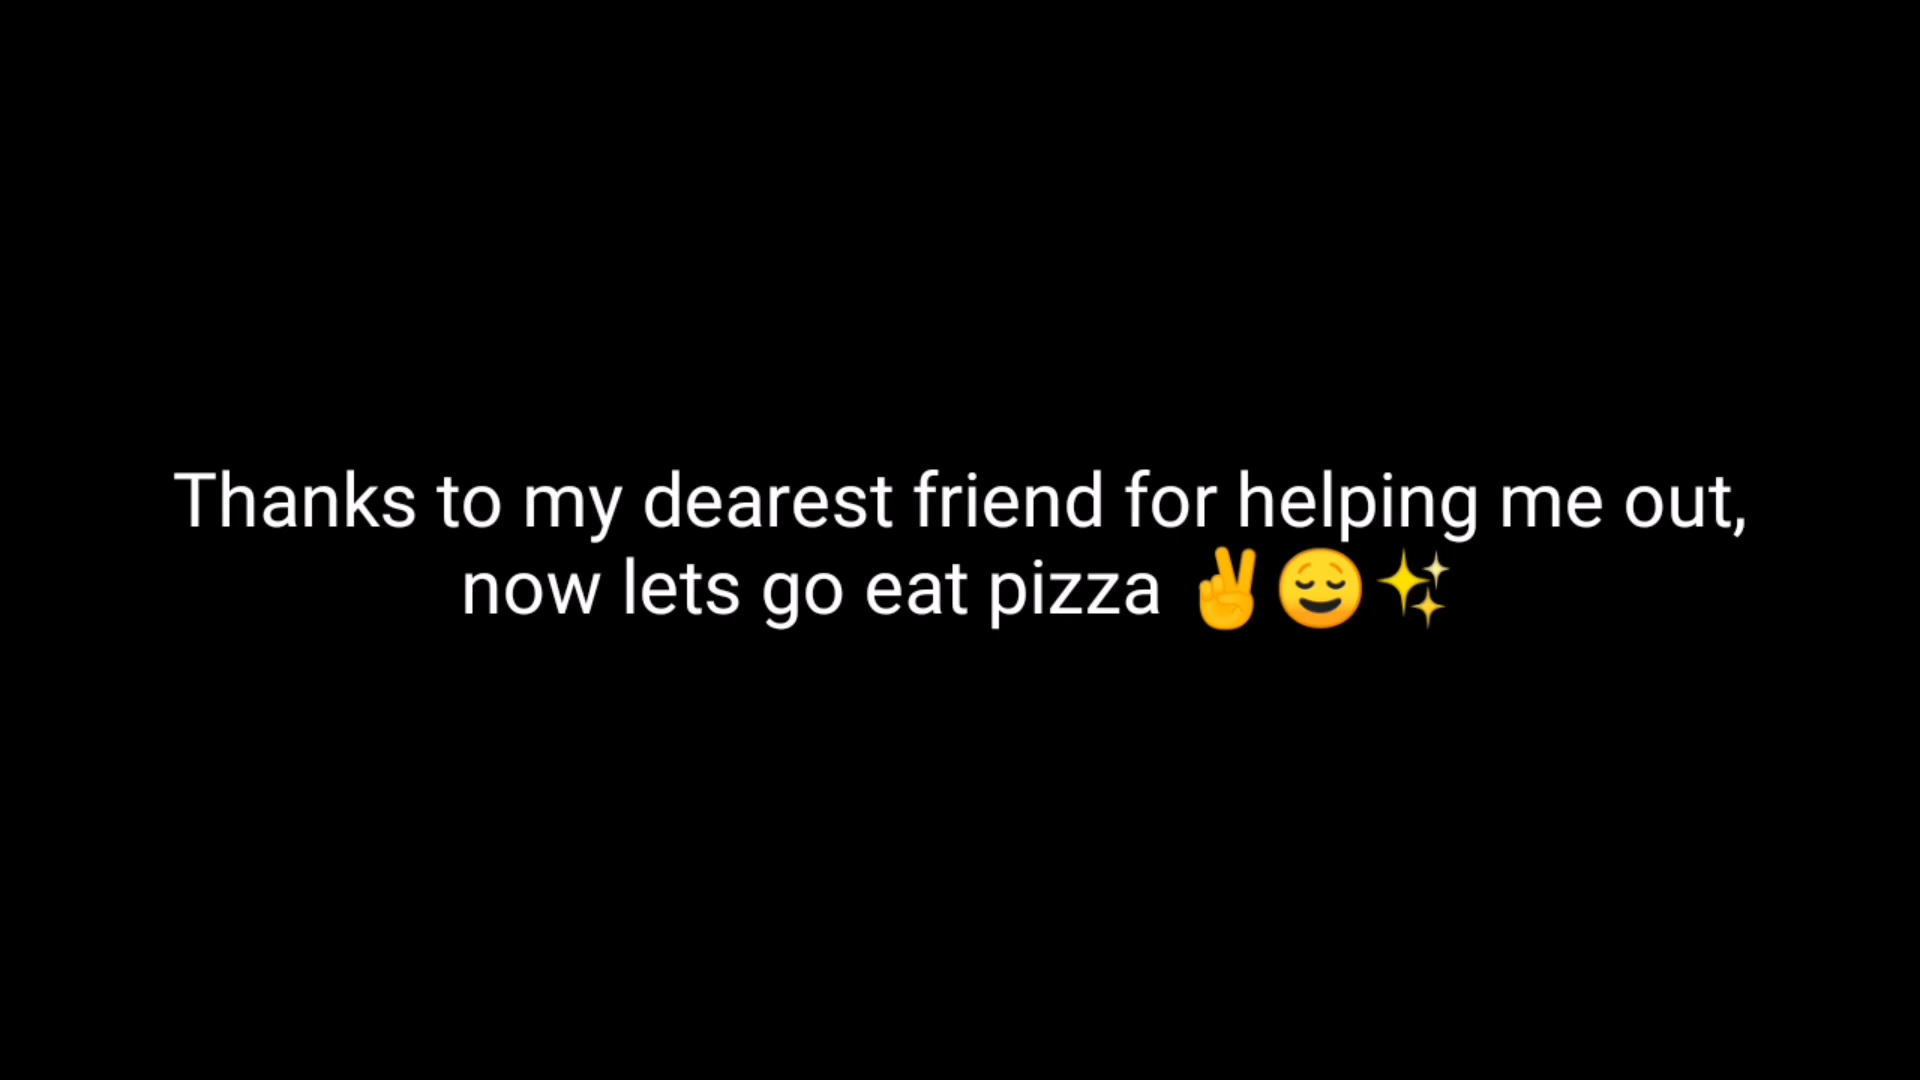 Thanks to my dearest friend for helping me out,
now lets go eat pizza ✌😌✨